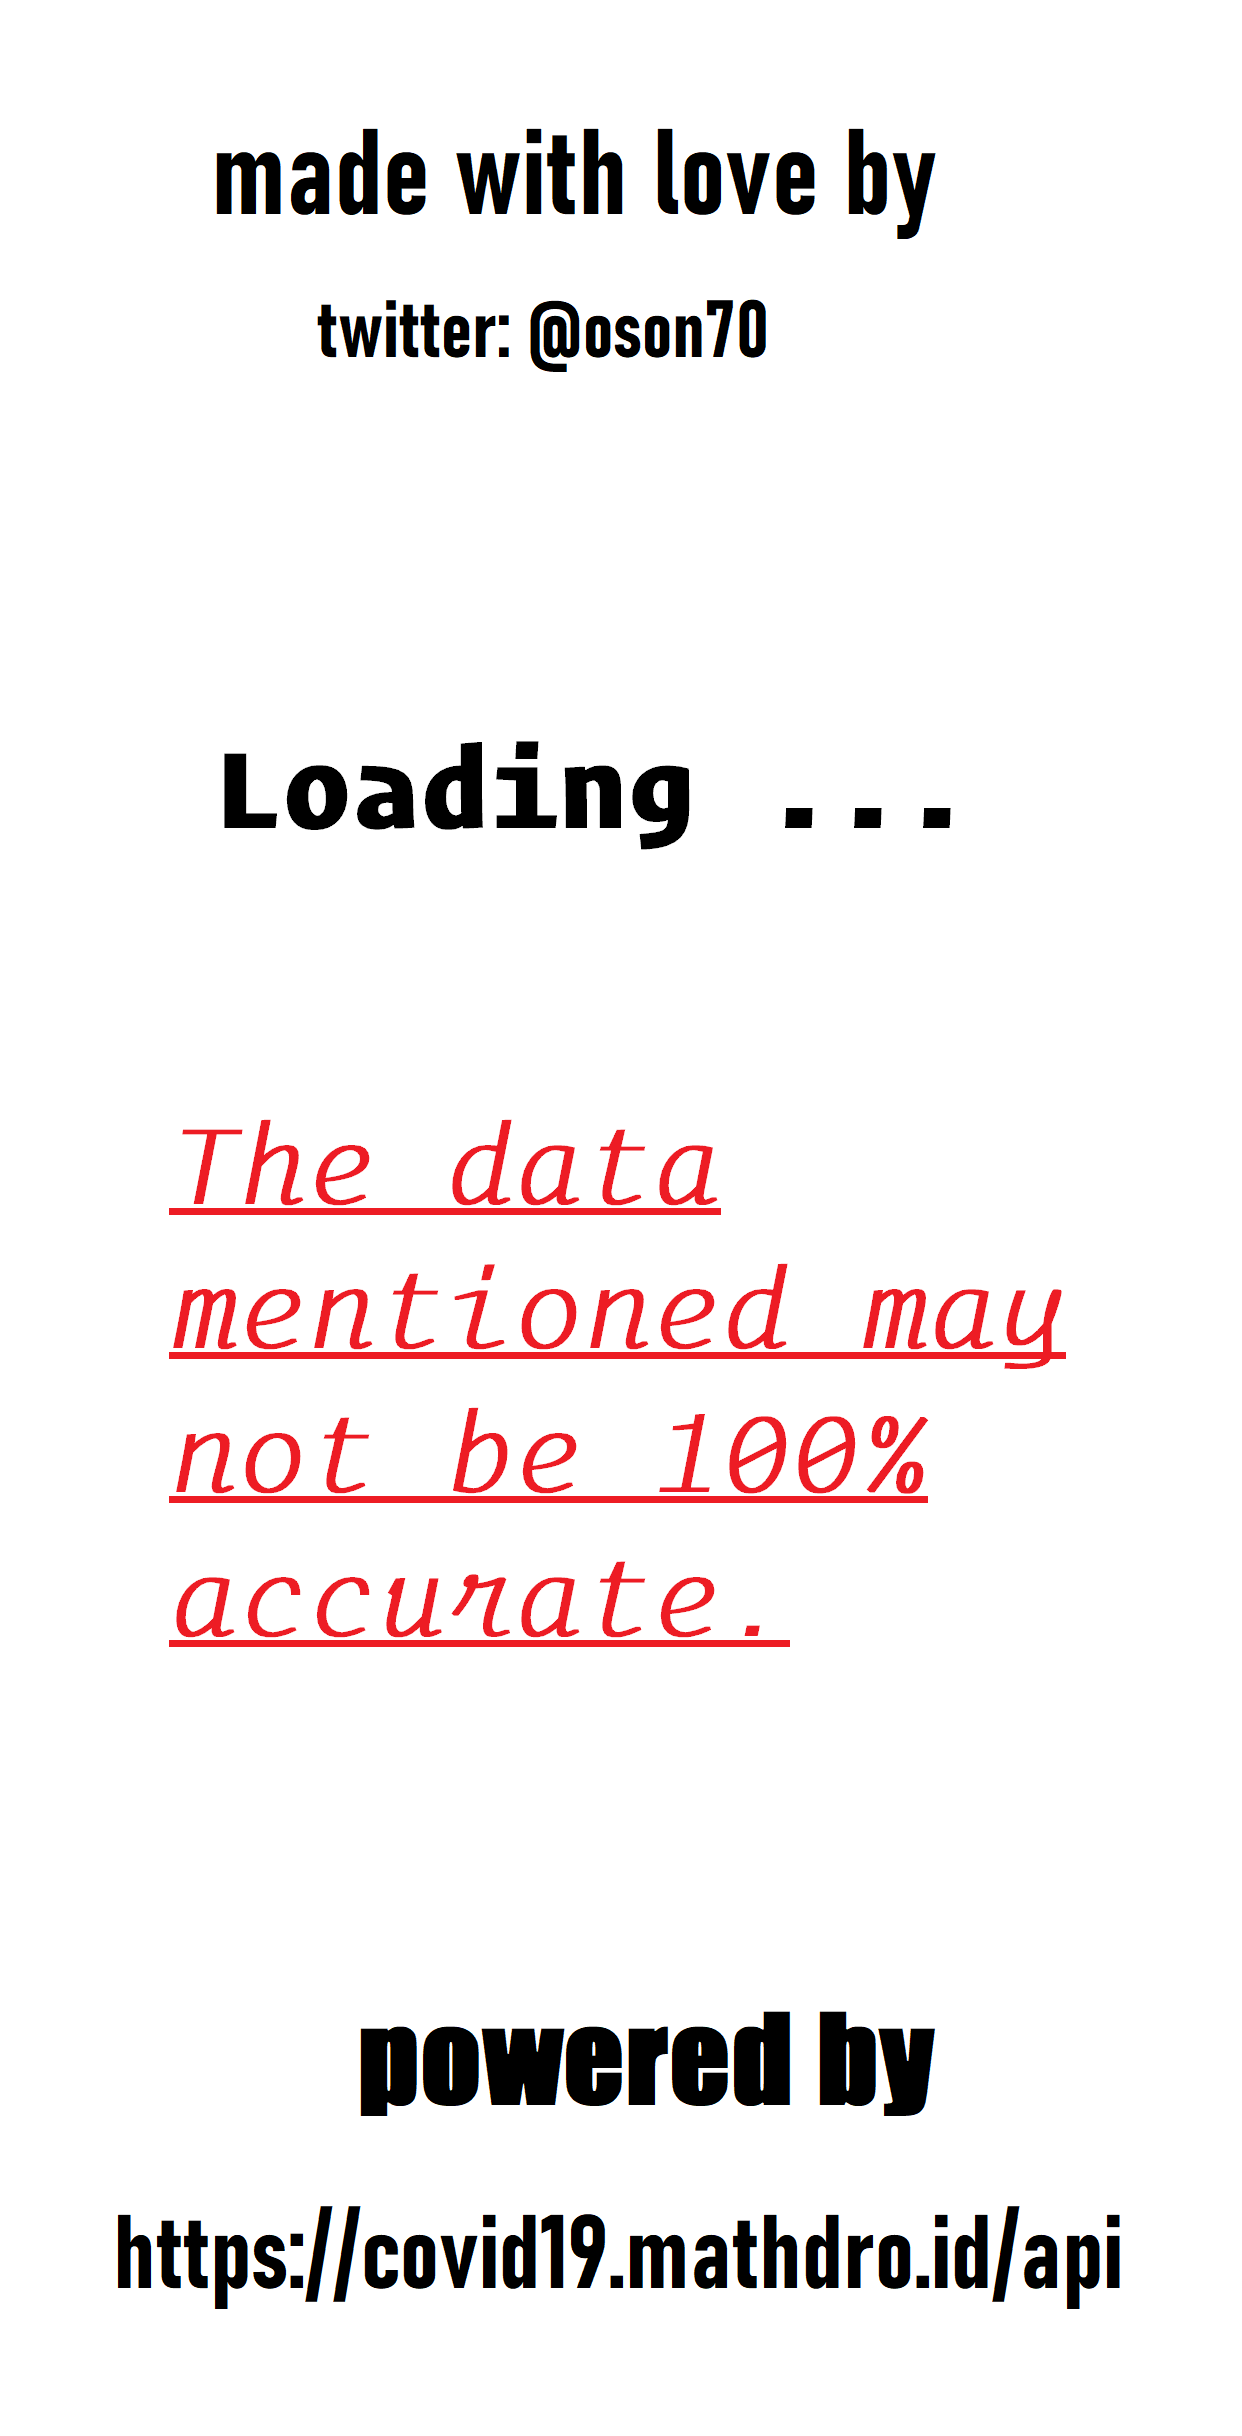 made with love by
twitter: @oson70
Loading ...
The data
mentioned may
not be 100%
accurate.
powered by
https://covid19.mathdro.id/api